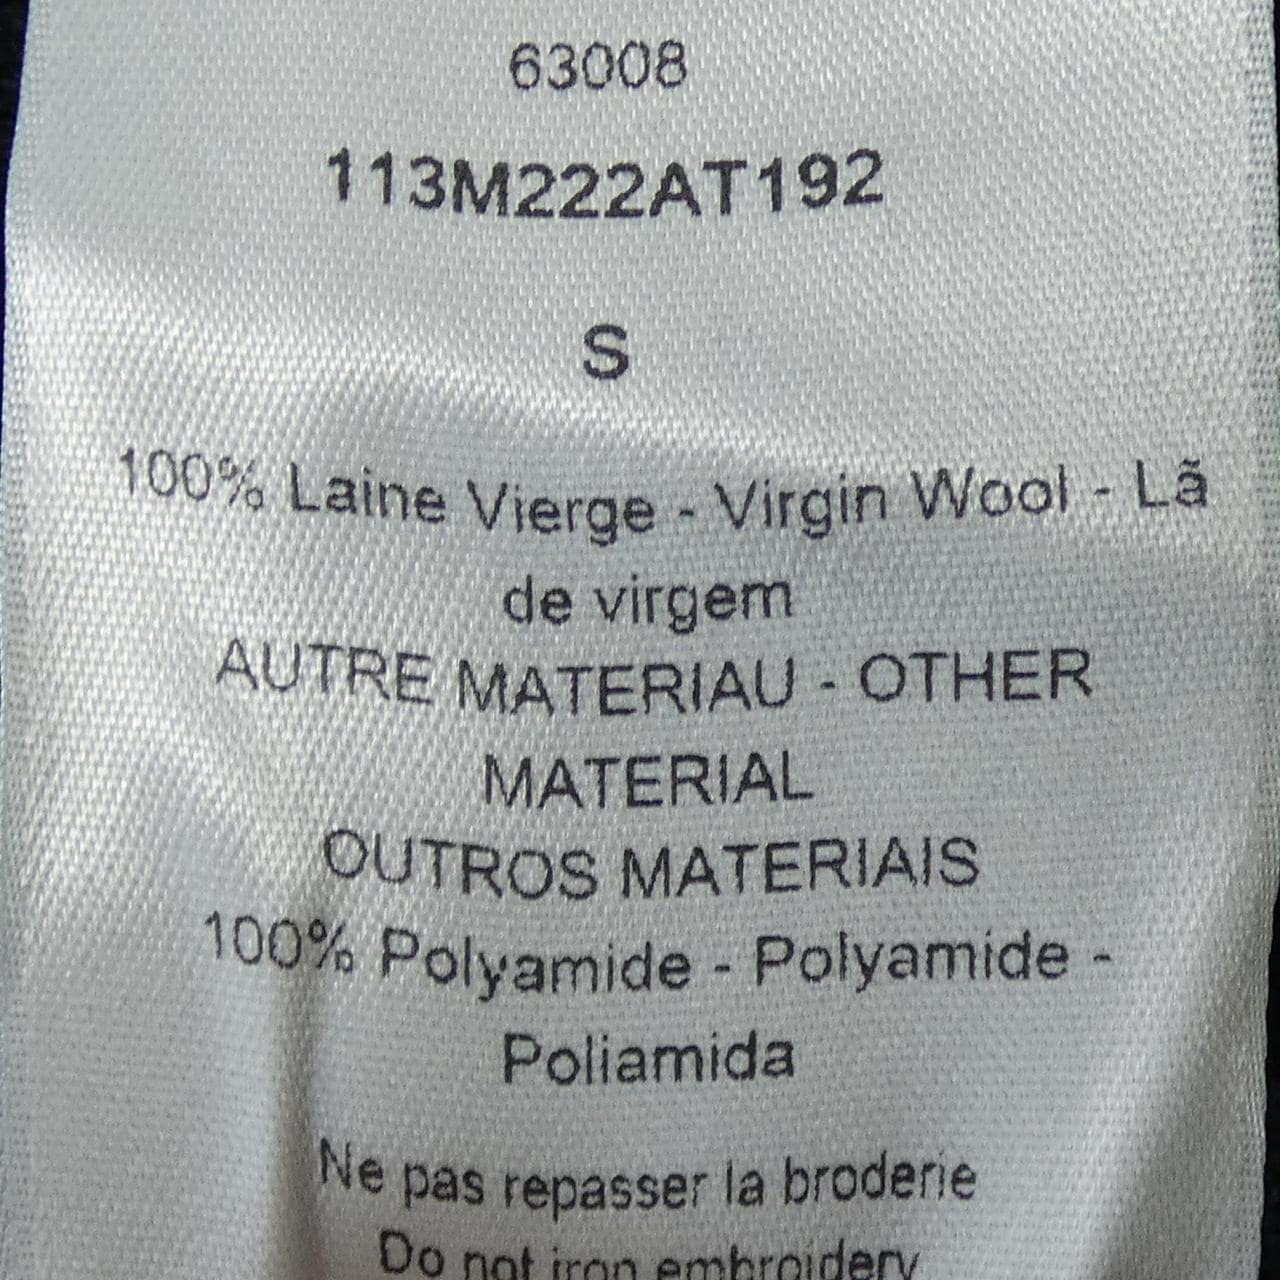 63008
113M222AT192
S
100% Laine Vierge - Virgin Wool - Lã
de virgem
AUTRE MATERIAU - OTHER
MATERIAL
OUTROS MATERIAIS
100% Polyamide - Polyamide -
Poliamida
Ne pas repasser la broderie
Do not iron embroidery